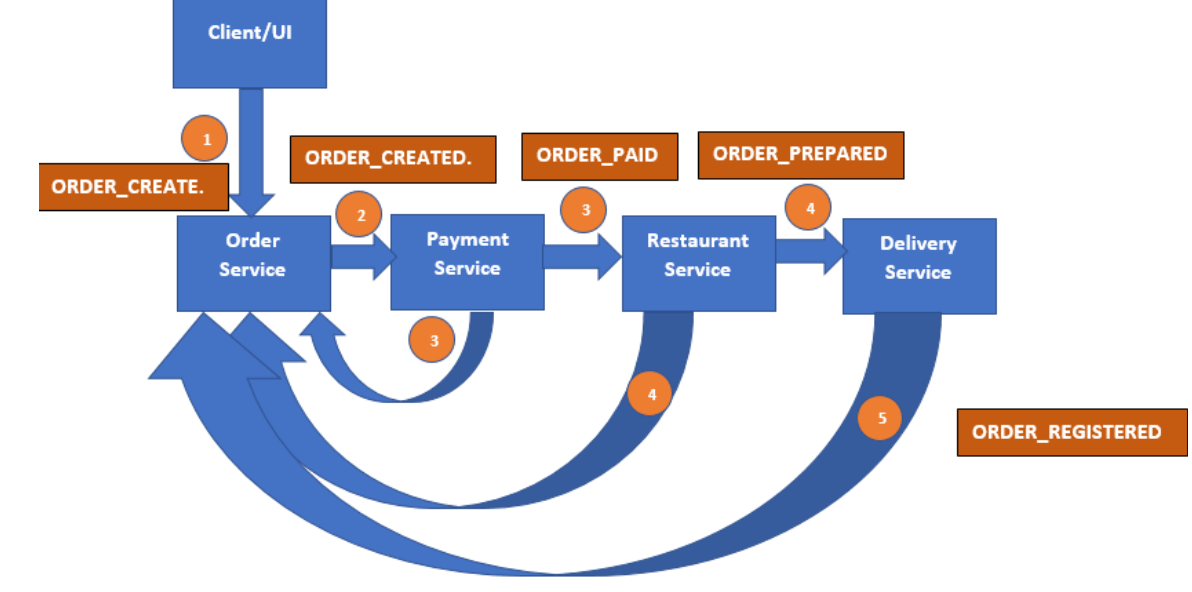 Client/UI
1
ORDER_CREATE.
ORDER_CREATED.
ORDER_PAID
ORDER_PREPARED
2
3
4
Order
Service
Payment
Service
Restaurant
Service
Delivery
Service
3
4
5
ORDER_REGISTERED